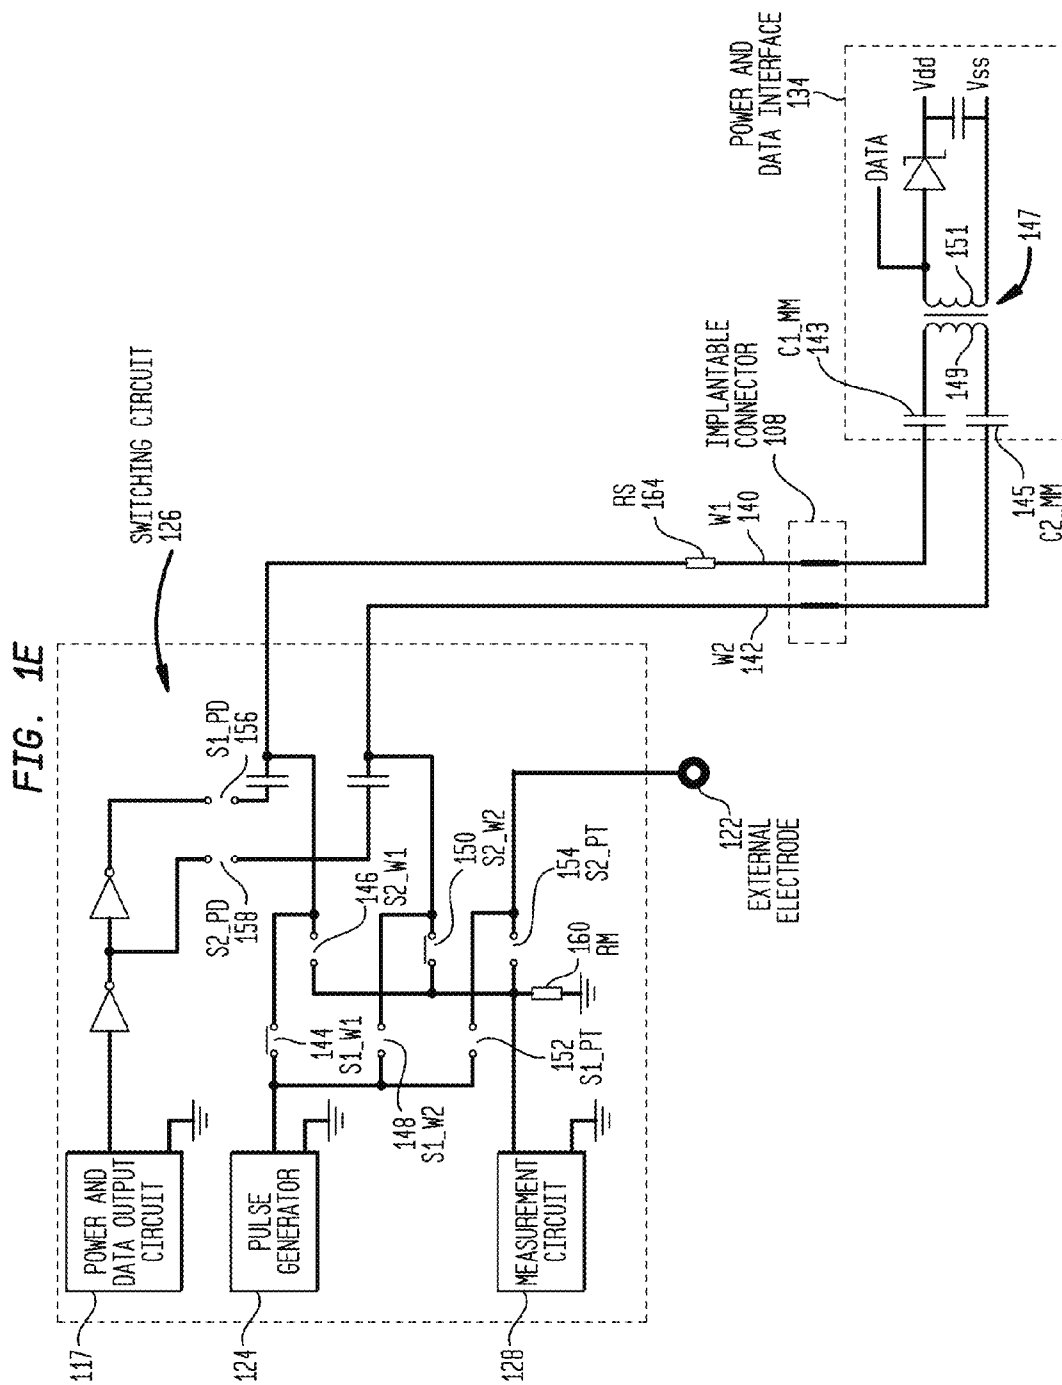 FIG. 1E
SWITCHING CIRCUIT
126
POWER AND
DATA INTERFACE
134
117
POWER AND
DATA OUTPUT
CIRCUIT
S2_PD
158
S1_PD
156
124
PULSE
GENERATOR
144
S1_W1
146
S2_W1
148
S1_W2
150
S2_W2
152
S1_PT
154
S2_PT
160
RM
128
MEASUREMENT
CIRCUIT
122
EXTERNAL
ELECTRODE
RS
164
W1
140
W2
142
IMPLANTABLE
CONNECTOR
108
C1_MM
143
145
C2_MM
149
151
147
DATA
Vdd
Vss